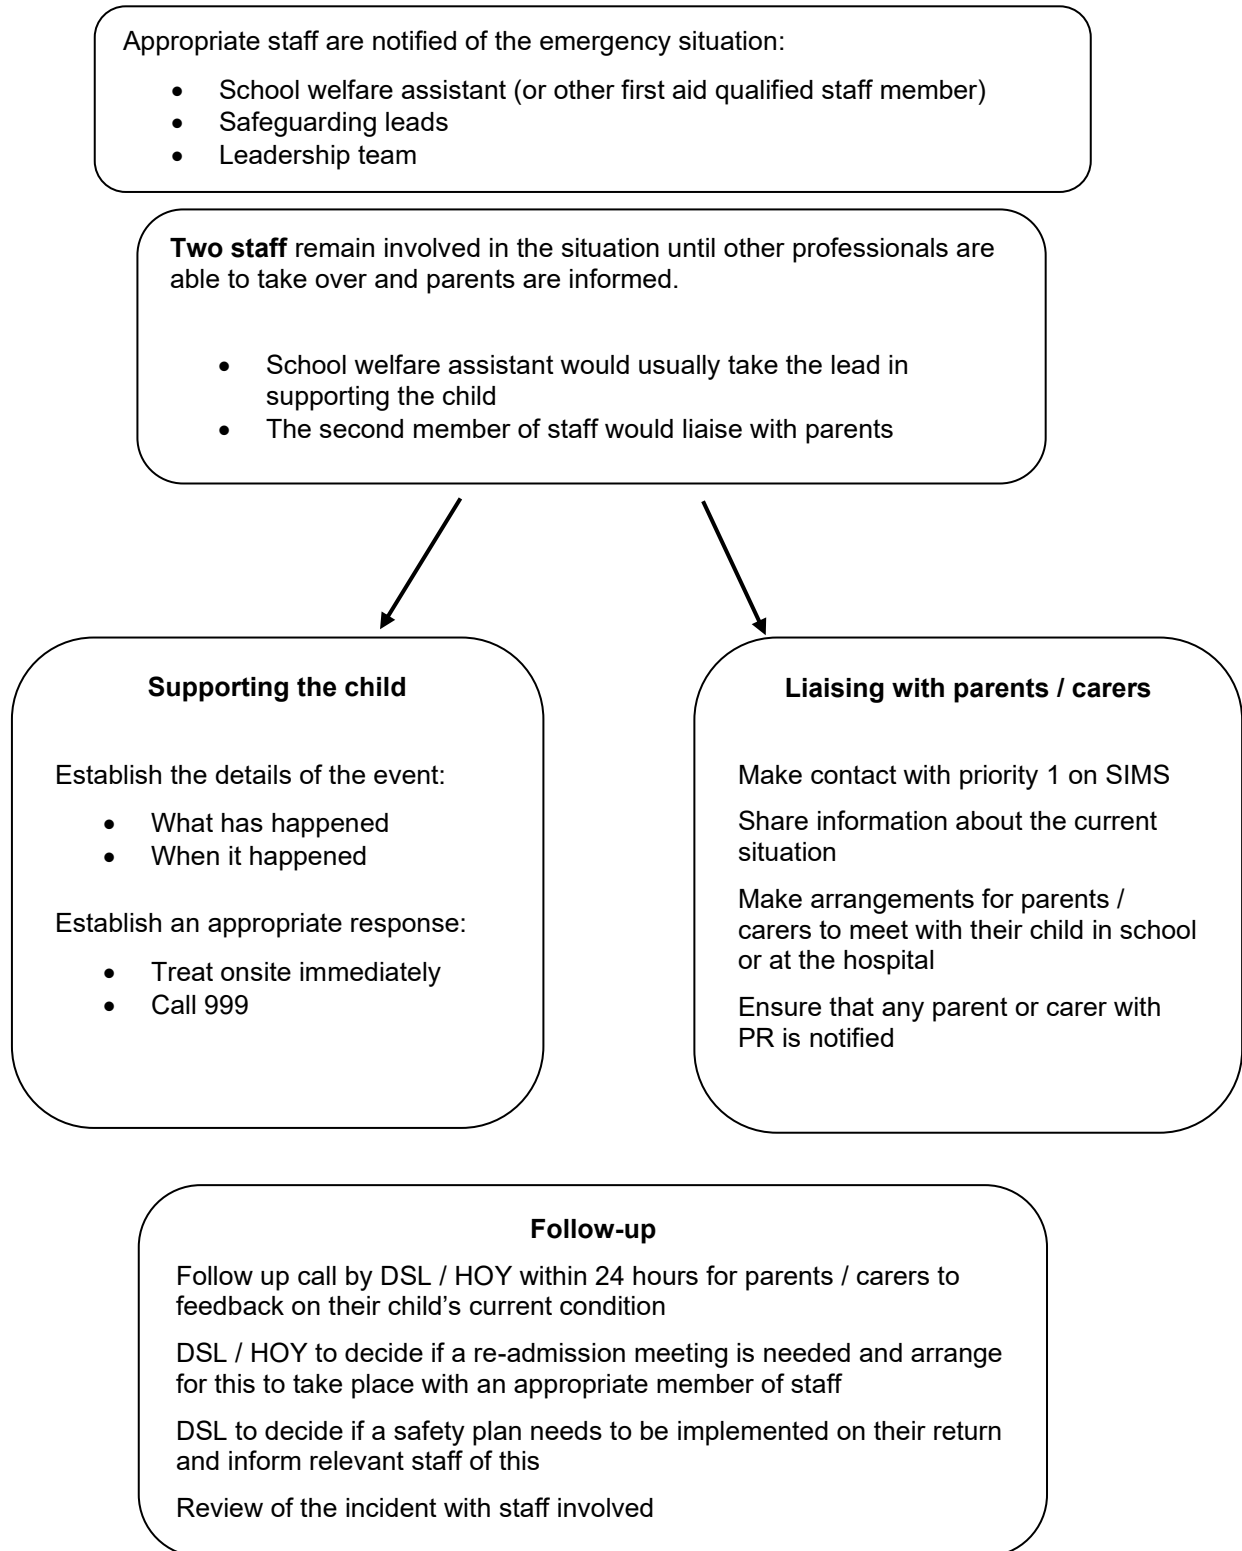 Appropriate staff are notified of the emergency situation:
• School welfare assistant (or other first aid qualified staff member)
• Safeguarding leads
• Leadership team
Two staff remain involved in the situation until other professionals are
able to take over and parents are informed.
• School welfare assistant would usually take the lead in
supporting the child
• The second member of staff would liaise with parents
Supporting the child
Establish the details of the event:
• What has happened
• When it happened
Establish an appropriate response:
• Treat onsite immediately
• Call 999
Liaising with parents / carers
Make contact with priority 1 on SIMS
Share information about the current
situation
Make arrangements for parents /
carers to meet with their child in school
or at the hospital
Ensure that any parent or carer with
PR is notified
Follow-up
Follow up call by DSL / HOY within 24 hours for parents / carers to
feedback on their child’s current condition
DSL / HOY to decide if a re-admission meeting is needed and arrange
for this to take place with an appropriate member of staff
DSL to decide if a safety plan needs to be implemented on their return
and inform relevant staff of this
Review of the incident with staff involved